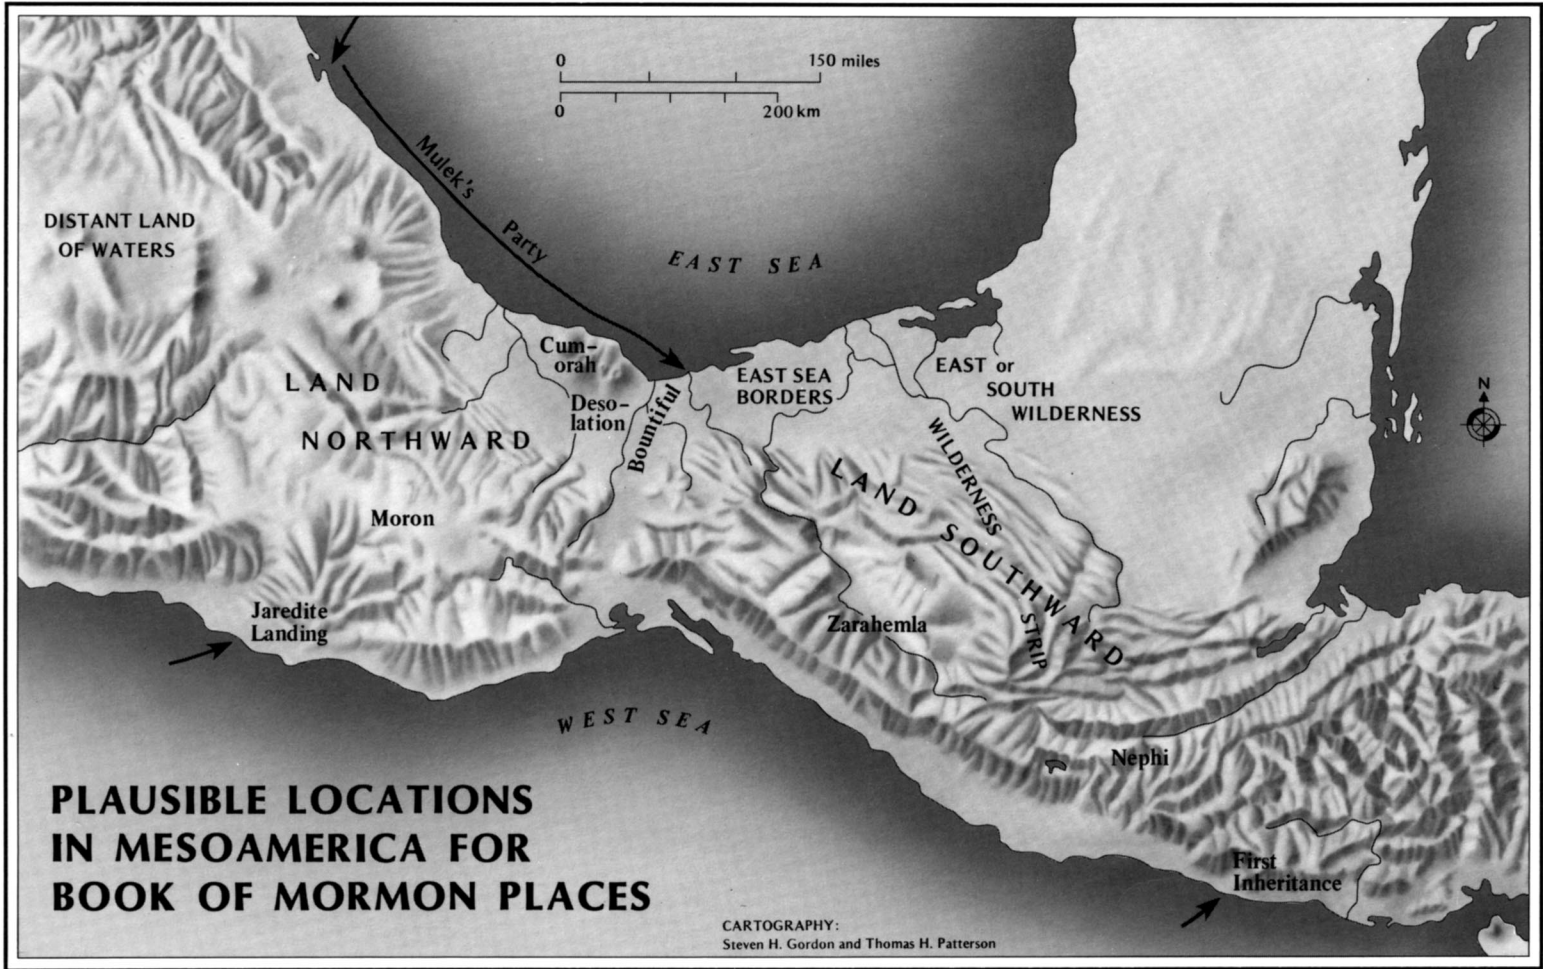 0 150 miles
0 200 km
Mulek's Party
EAST SEA
DISTANT LAND
OF WATERS
LAND
NORTHWARD
Cum-
orah
Deso-
lation
Bountiful
EAST SEA
BORDERS
EAST or
SOUTH
WILDERNESS
WILDERNESS
STRIP
LAND SOUTHWARD
N
Moron
Jaredite
Landing
Zarahemla
WEST SEA
Nephi
First
Inheritance
PLAUSIBLE LOCATIONS
IN MESOAMERICA FOR
BOOK OF MORMON PLACES
CARTOGRAPHY:
Steven H. Gordon and Thomas H. Patterson